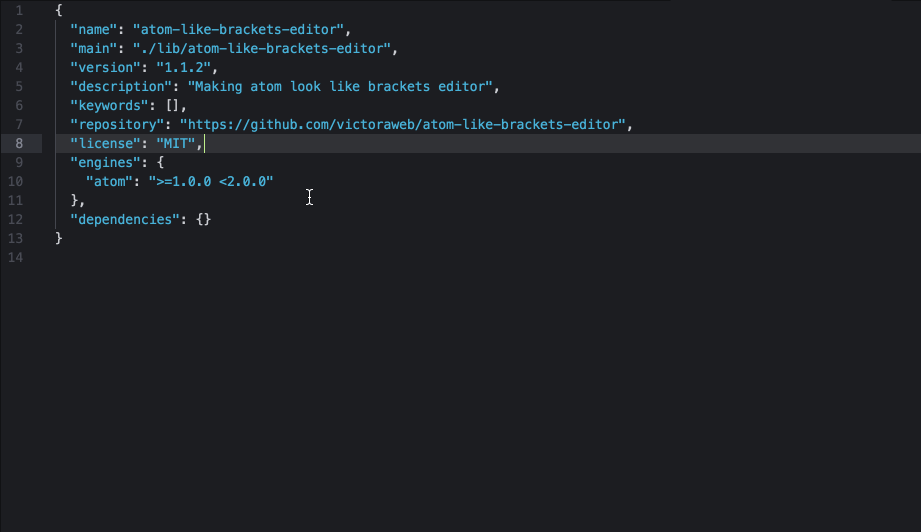 1 {
2 "name": "atom-like-brackets-editor",
3 "main": "./lib/atom-like-brackets-editor",
4 "version": "1.1.2",
5 "description": "Making atom look like brackets editor",
6 "keywords": [],
7 "repository": "https://github.com/victoraweb/atom-like-brackets-editor",
8 "license": "MIT",
9 "engines": {
10 "atom": ">=1.0.0 <2.0.0"
11 },
12 "dependencies": {}
13 }
14